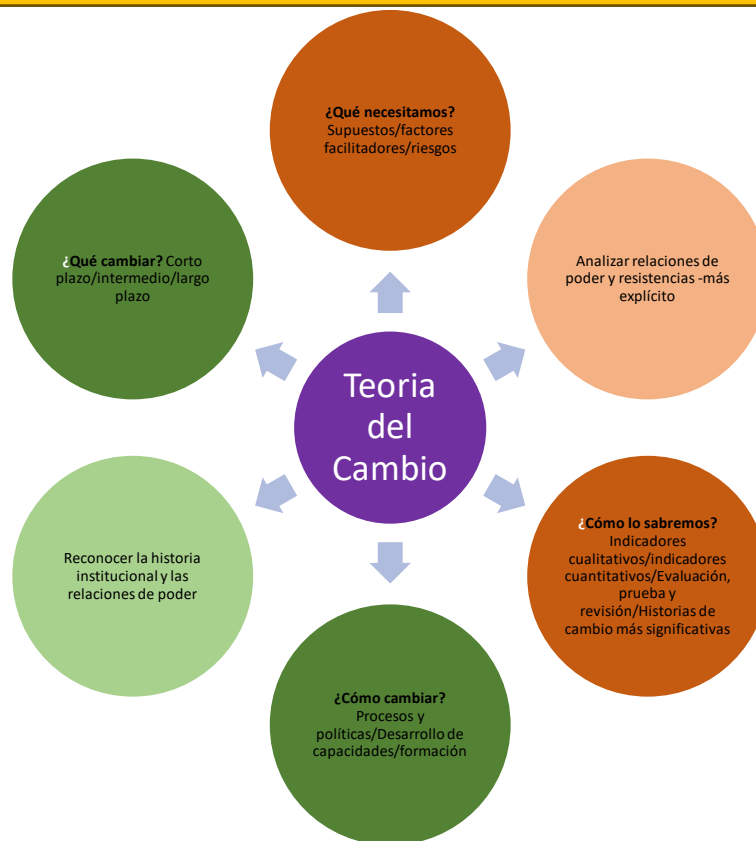 ¿Qué necesitamos?
Supuestos/factores
facilitadores/riesgos
Analizar relaciones de
poder y resistencias -más
explícito
¿Cómo lo sabremos?
Indicadores
cualitativos/indicadores
cuantitativos/Evaluación,
prueba y
revisión/Historias de
cambio más significativas
¿Cómo cambiar?
Procesos y
políticas/Desarrollo de
capacidades/formación
Reconocer la historia
institucional y las
relaciones de poder
¿Qué cambiar? Corto
plazo/intermedio/largo
plazo
Teoria
del
Cambio